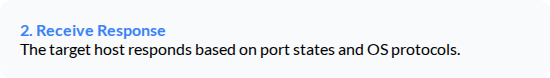 2. Receive Response
The target host responds based on port states and OS protocols.